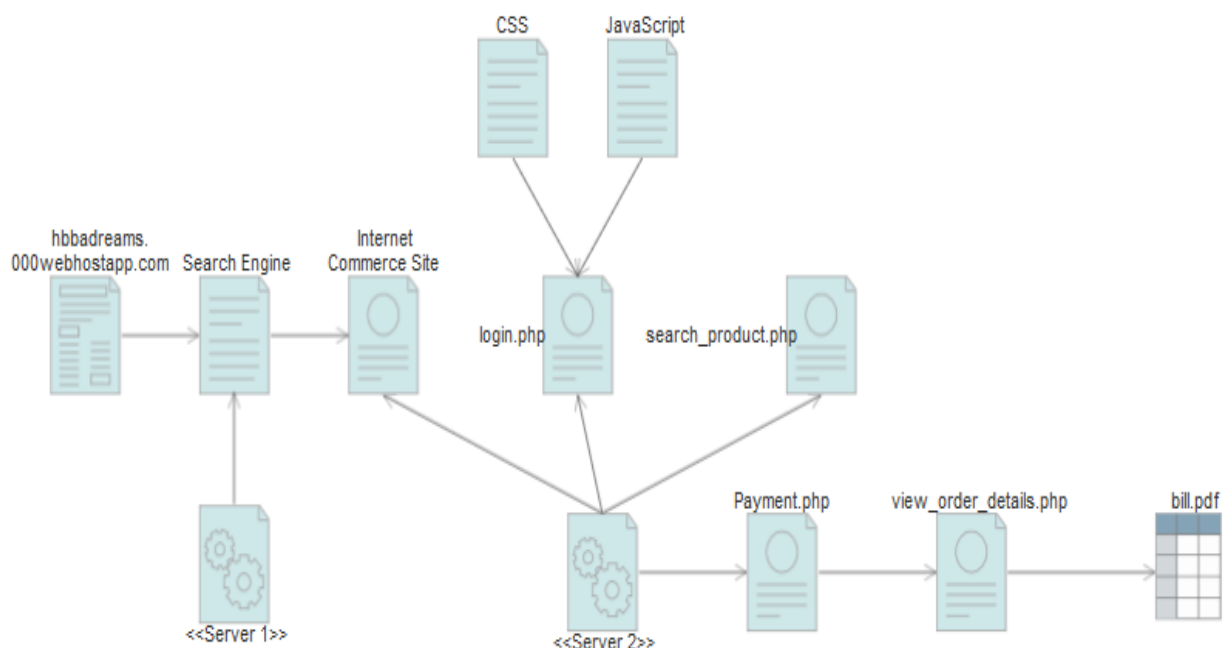 CSS
JavaScript
hbbadreams.
000webhostapp.com
Search Engine
Internet
Commerce Site
login.php
search_product.php
Payment.php
view_order_details.php
bill.pdf
<<Server 1>>
<<Server 2>>